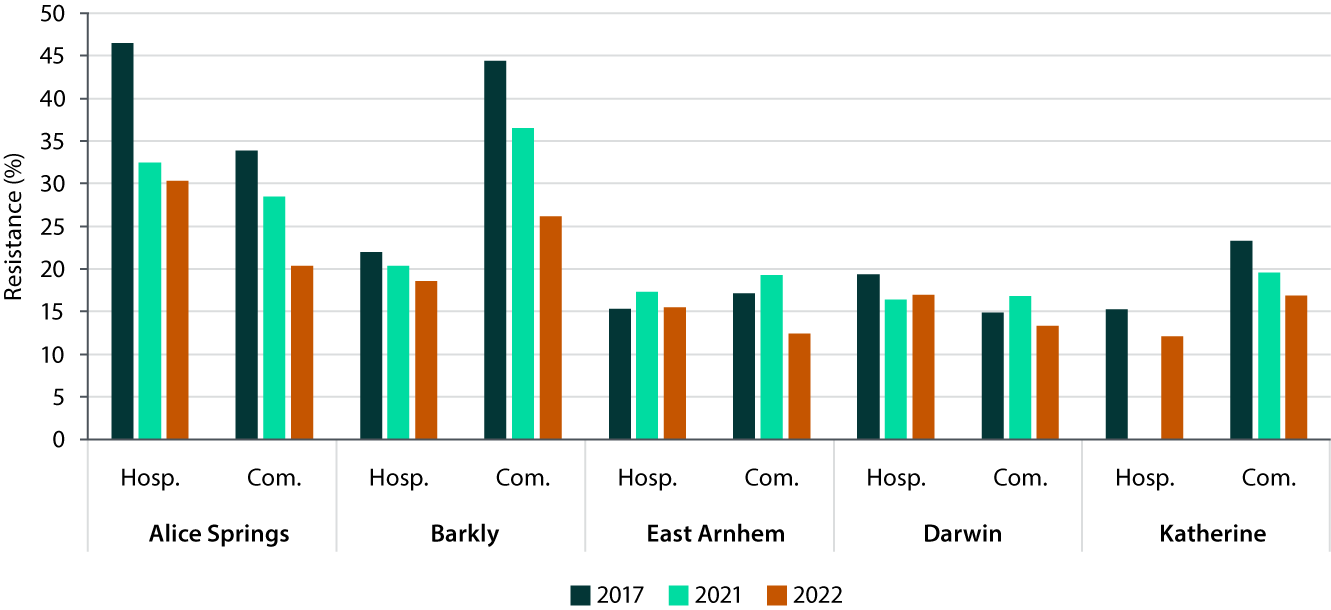 50
45
40
35
30
25
20
15
10
5
0
Resistance (%)
Hosp. Com. Hosp. Com. Hosp. Com. Hosp. Com. Hosp. Com.
Alice Springs Barkly East Arnhem Darwin Katherine
2017 2021 2022